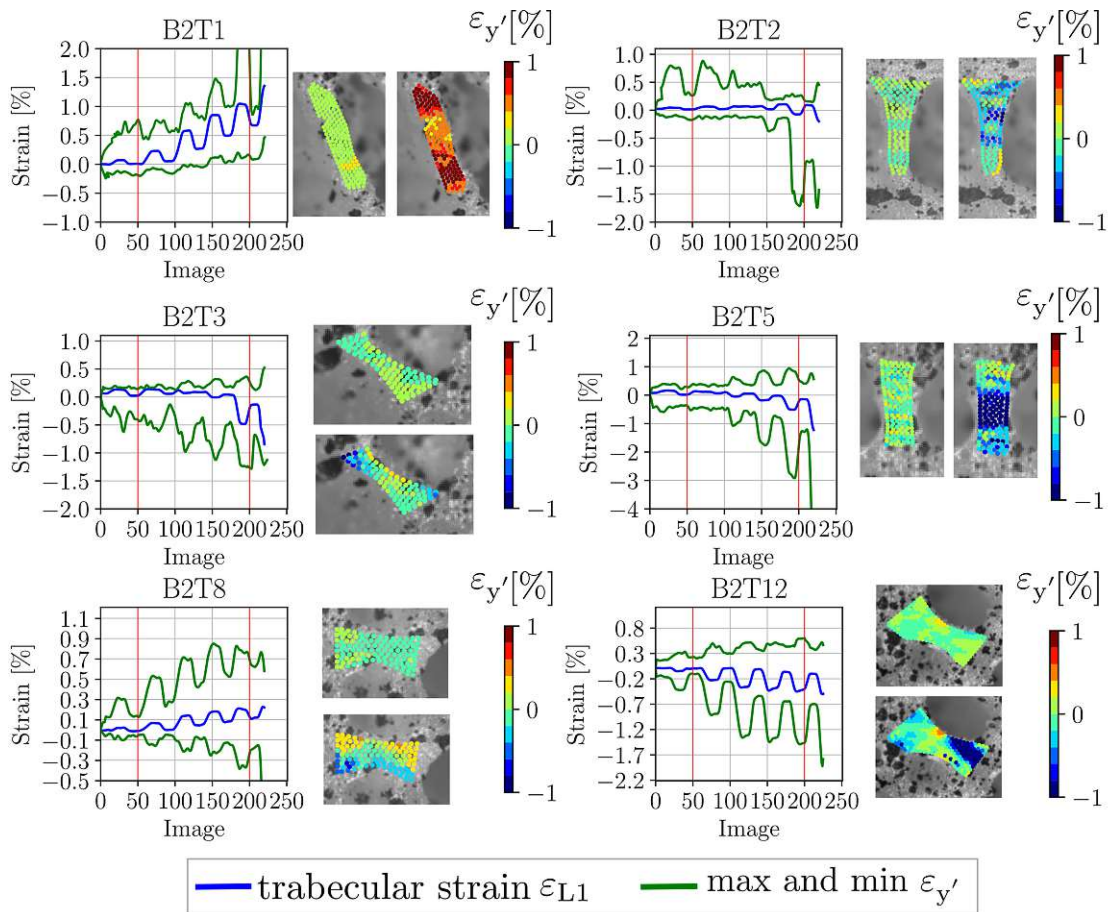 B2T1
εy′[%]
Strain [%]
2.0
1.5
1.0
0.5
0.0
−0.5
−1.0
0 50 100 150 200 250
Image
1
0
−1
B2T2
εy′[%]
Strain [%]
1.0
0.5
0.0
−0.5
−1.0
−1.5
−2.0
0 50 100 150 200 250
Image
1
0
−1
B2T3
εy′[%]
Strain [%]
1.0
0.5
0.0
−0.5
−1.0
−1.5
−2.0
0 50 100 150 200 250
Image
1
0
−1
B2T5
εy′[%]
Strain [%]
2
1
0
−1
−2
−3
−4
0 50 100 150 200 250
Image
1
0
−1
B2T8
εy′[%]
Strain [%]
1.1
0.9
0.7
0.5
0.3
0.1
−0.1
−0.3
−0.5
0 50 100 150 200 250
Image
1
0
−1
B2T12
εy′[%]
Strain [%]
0.8
0.3
−0.2
−0.7
−1.2
−1.7
−2.2
0 50 100 150 200 250
Image
1
0
−1
trabecular strain εL1
max and min εy′